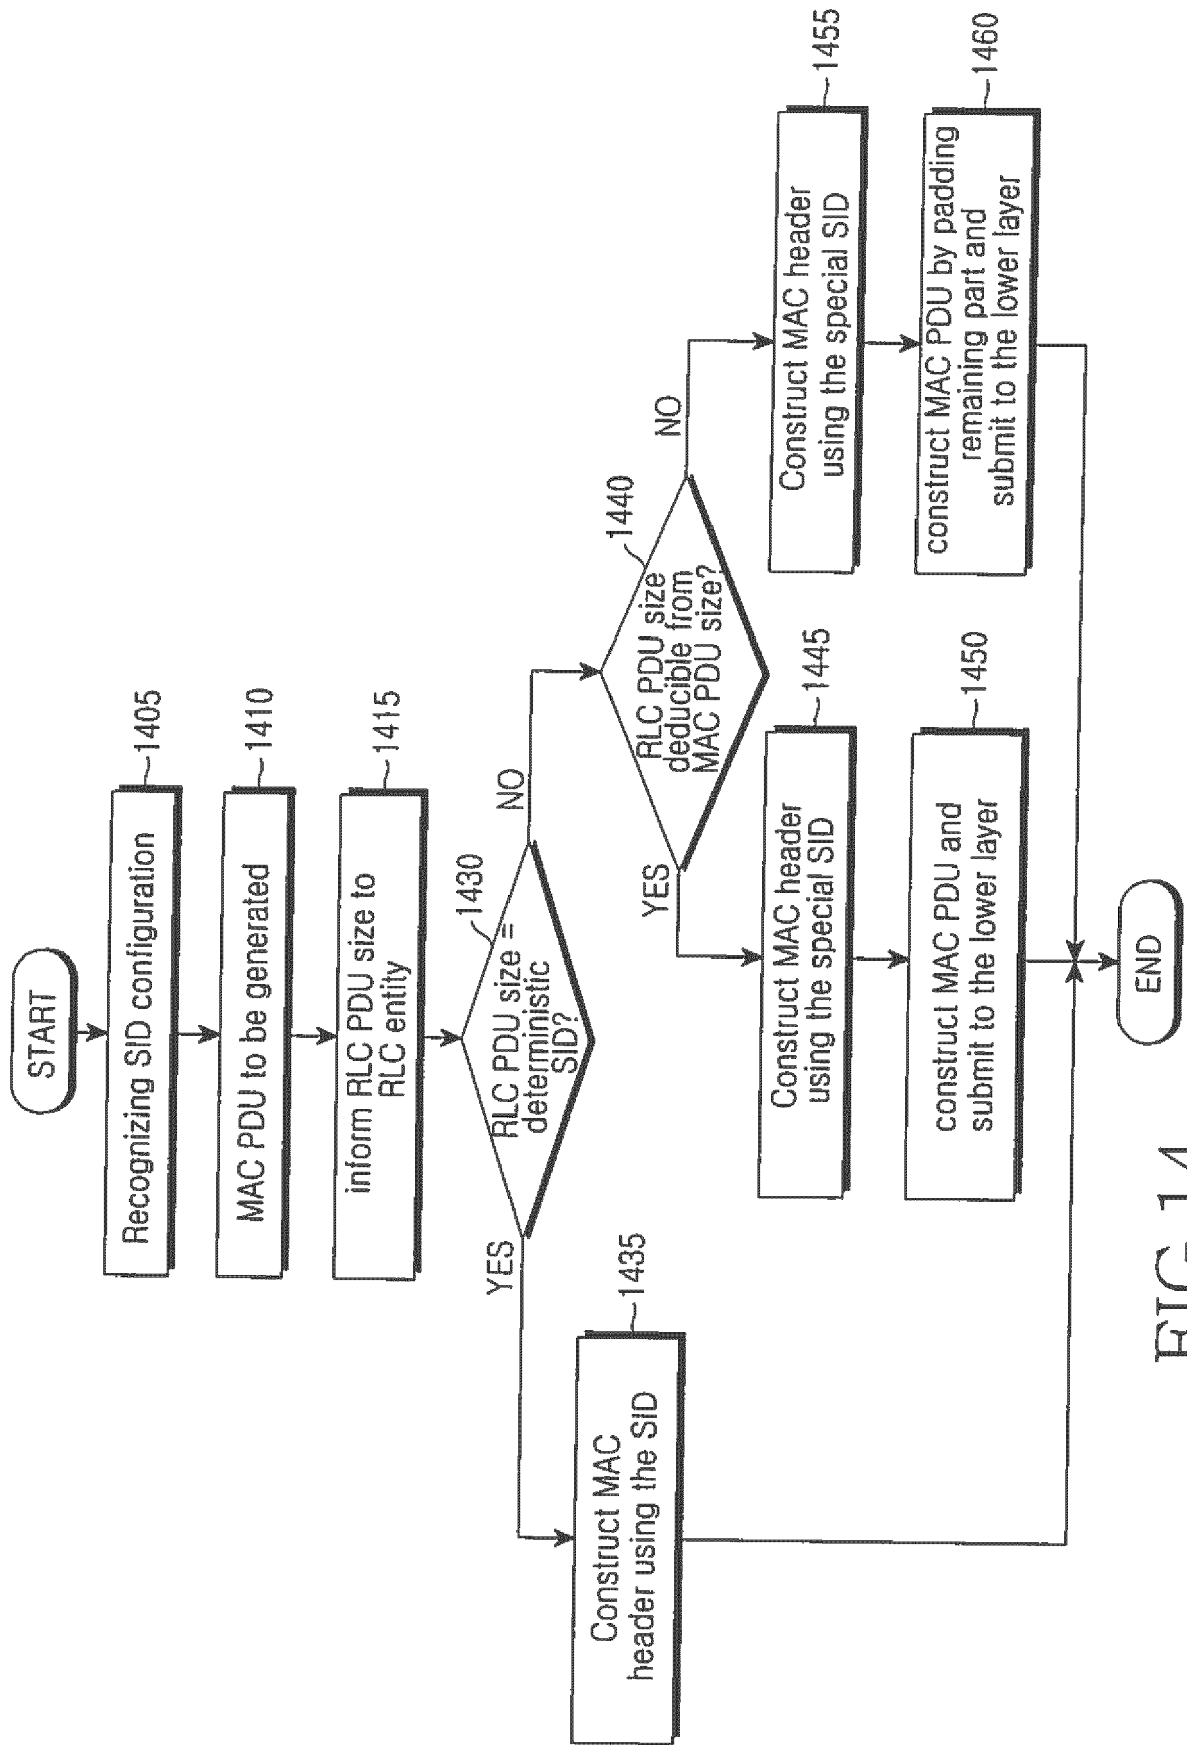 START
Recognizing SID configuration
1405
MAC PDU to be generated
1410
inform RLC PDU size to
RLC entity
1415
RLC PDU size =
deterministic
SID?
1430
YES
NO
Construct MAC
header using the SID
1435
RLC PDU size
deducible from
MAC PDU size?
1440
YES
NO
Construct MAC header
using the special SID
1445
construct MAC PDU and
submit to the lower layer
1450
Construct MAC header
using the special SID
1455
construct MAC PDU by padding
remaining part and
submit to the lower layer
1460
END
FIG. 14